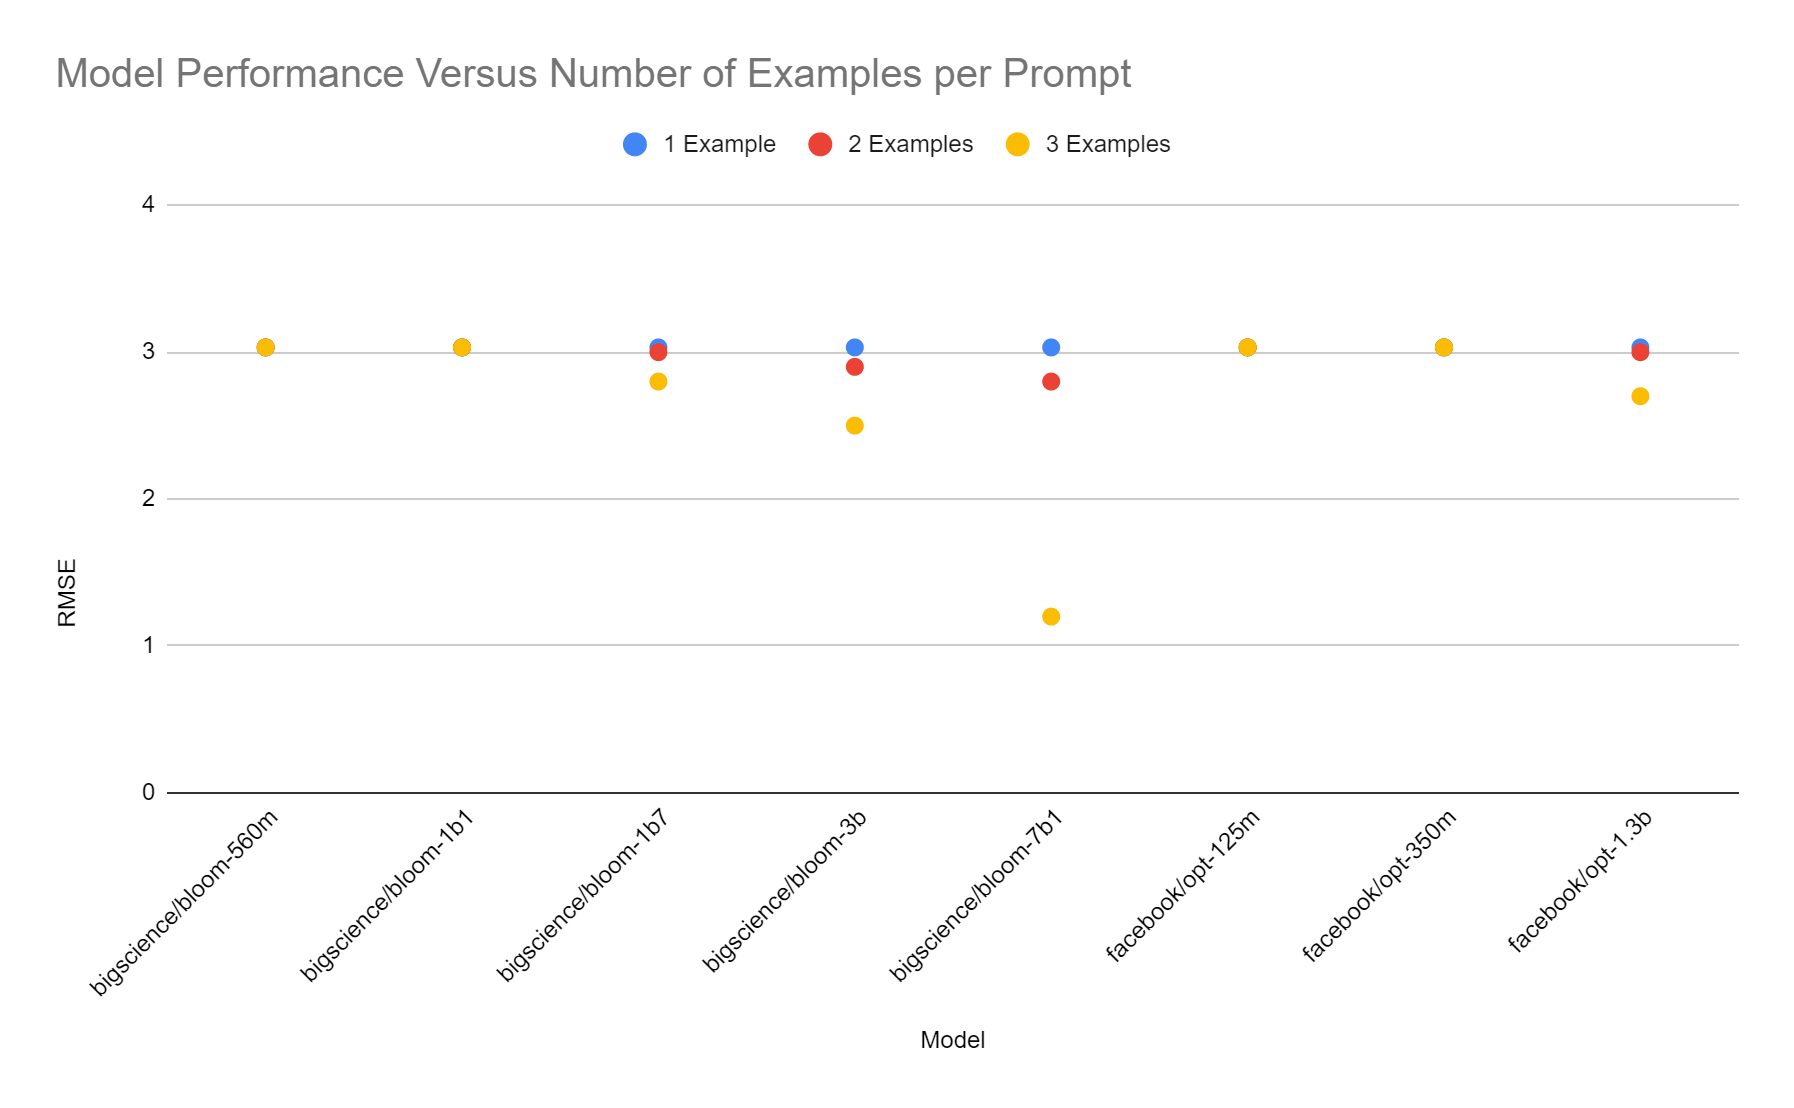 Model Performance Versus Number of Examples per Prompt
1 Example
2 Examples
3 Examples
4
3
2
1
0
RMSE
bigscience/bloom-560m
bigscience/bloom-1b1
bigscience/bloom-1b7
bigscience/bloom-3b
bigscience/bloom-7b1
facebook/opt-125m
facebook/opt-350m
facebook/opt-1.3b
Model